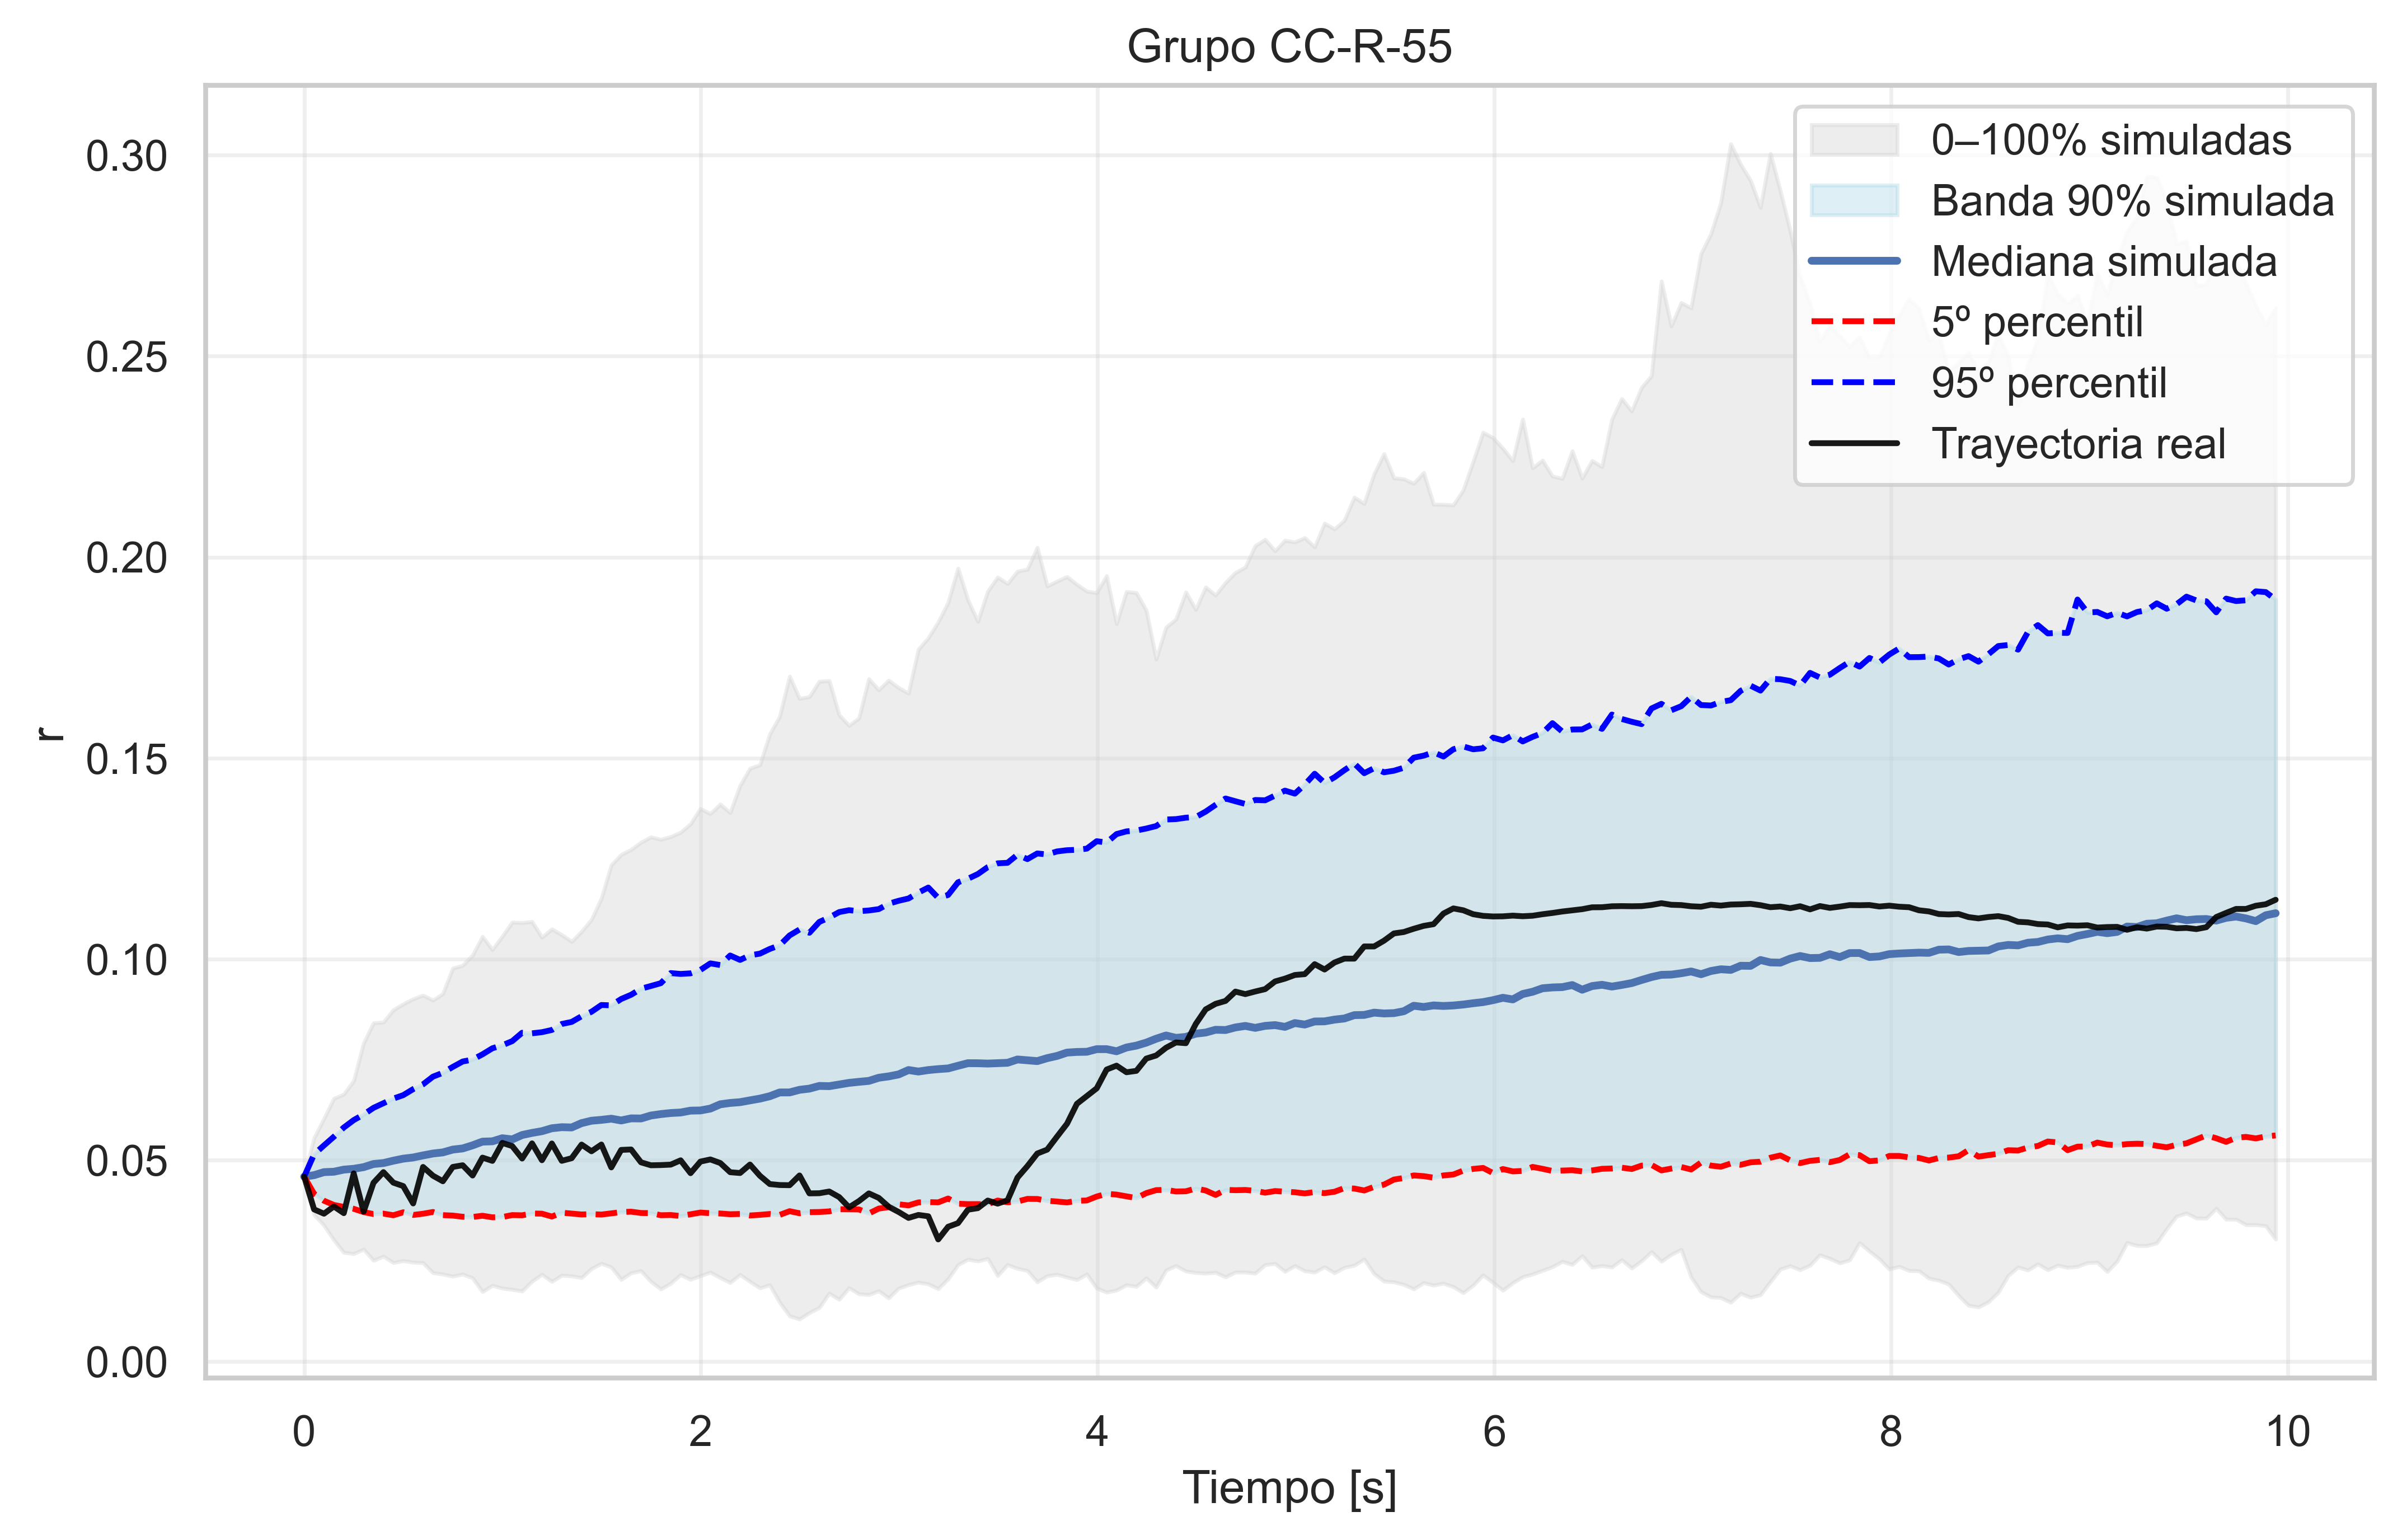 Grupo CC-R-55
0–100% simuladas
Banda 90% simulada
Mediana simulada
5º percentil
95º percentil
Trayectoria real
r
0.30
0.25
0.20
0.15
0.10
0.05
0.00
0 2 4 6 8 10
Tiempo [s]